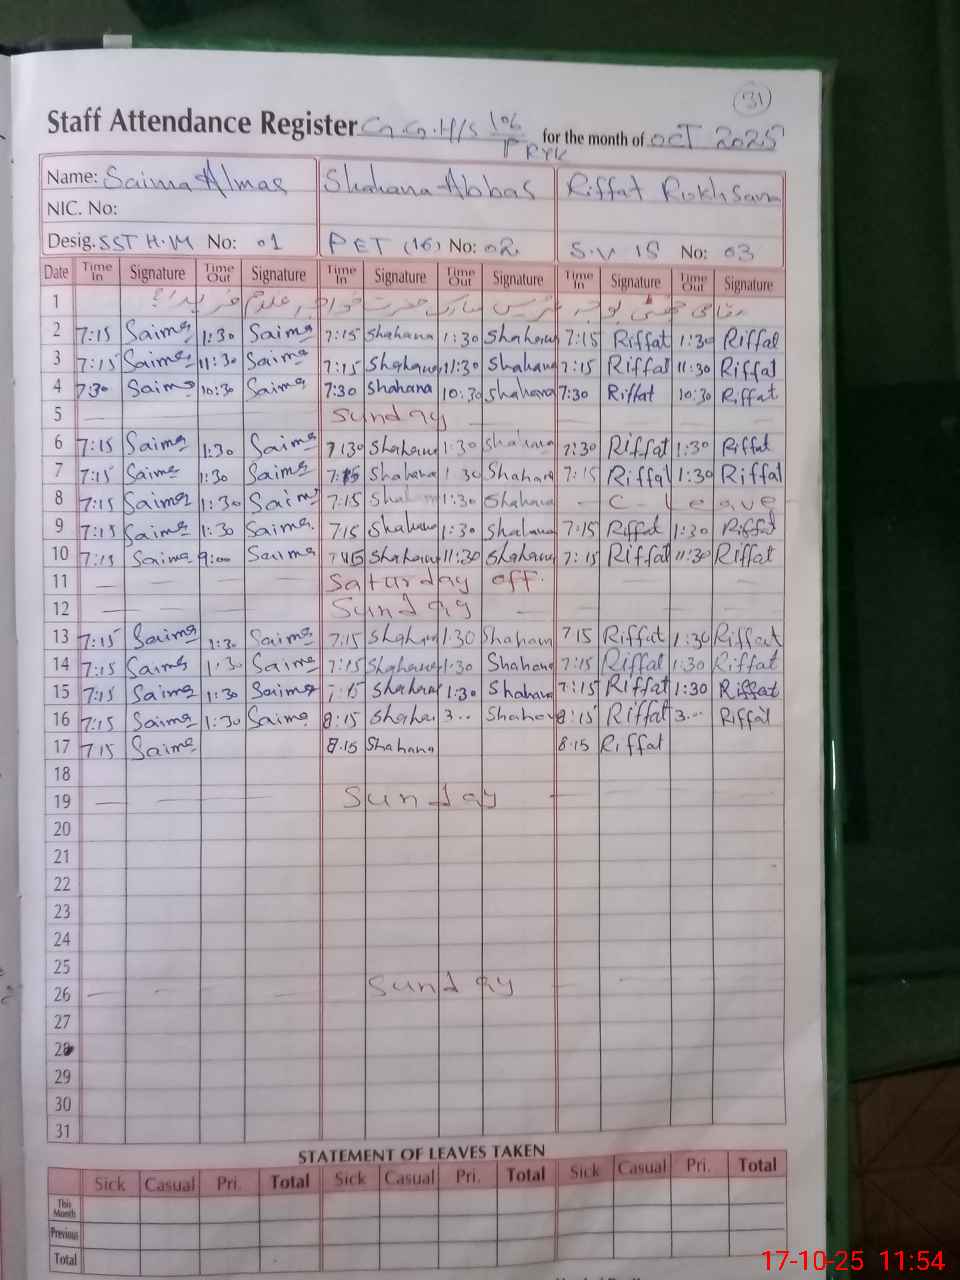 31
Staff Attendance Register G.G.H/S 106/P RYK for the month of OCT 2025
Name: Saima Almas Shahana Abbas Riffat Rukhsana
NIC. No:
Desig. SST H.M No: 01 PET (16) No: 02 S.V 15 No: 03
Date Time In Signature Time Out Signature Time In Signature Time Out Signature Time In Signature Time Out Signature
1 مقامی چھٹی بوجہ عرس مبارک حضرت خواجہ غلام فرید
2 7:15 Saima 1:30 Saima 7:15 Shahana 1:30 Shahana 7:15 Riffat 1:30 Riffat
3 7:15 Saima 11:30 Saima 7:15 Shahana 11:30 Shahana 7:15 Riffat 11:30 Riffat
4 7:30 Saima 10:30 Saima 7:30 Shahana 10:30 Shahana 7:30 Riffat 10:30 Riffat
5 Sunday
6 7:15 Saima 1:30 Saima 7:30 Shahana 1:30 Shahana 7:30 Riffat 1:30 Riffat
7 7:15 Saima 1:30 Saima 7:15 Shahana 1:30 Shahana 7:15 Riffat 1:30 Riffat
8 7:15 Saima 1:30 Saima 7:15 Shahana 1:30 Shahana - C - Leave -
9 7:15 Saima 1:30 Saima 7:15 Shahana 1:30 Shahana 7:15 Riffat 1:30 Riffat
10 7:15 Saima 9:00 Saima 7:15 Shahana 11:30 Shahana 7:15 Riffat 11:30 Riffat
11 Saturday off.
12 Sunday
13 7:15 Saima 1:30 Saima 7:15 Shahana 1:30 Shahana 7:15 Riffat 1:30 Riffat
14 7:15 Saima 1:30 Saima 7:15 Shahana 1:30 Shahana 7:15 Riffat 1:30 Riffat
15 7:15 Saima 1:30 Saima 7:15 Shahana 1:30 Shahana 7:15 Riffat 1:30 Riffat
16 7:15 Saima 1:30 Saima 8:15 Shahana 3.. Shahana 8:15 Riffat 3.. Riffat
17 7:15 Saima 8:15 Shahana 8:15 Riffat
18
19 Sunday
20
21
22
23
24
25
26 Sunday
27
28
29
30
31
STATEMENT OF LEAVES TAKEN
Sick Casual Pri. Total Sick Casual Pri. Total Sick Casual Pri. Total
This Month
Previous
Total
17-10-25 11:54